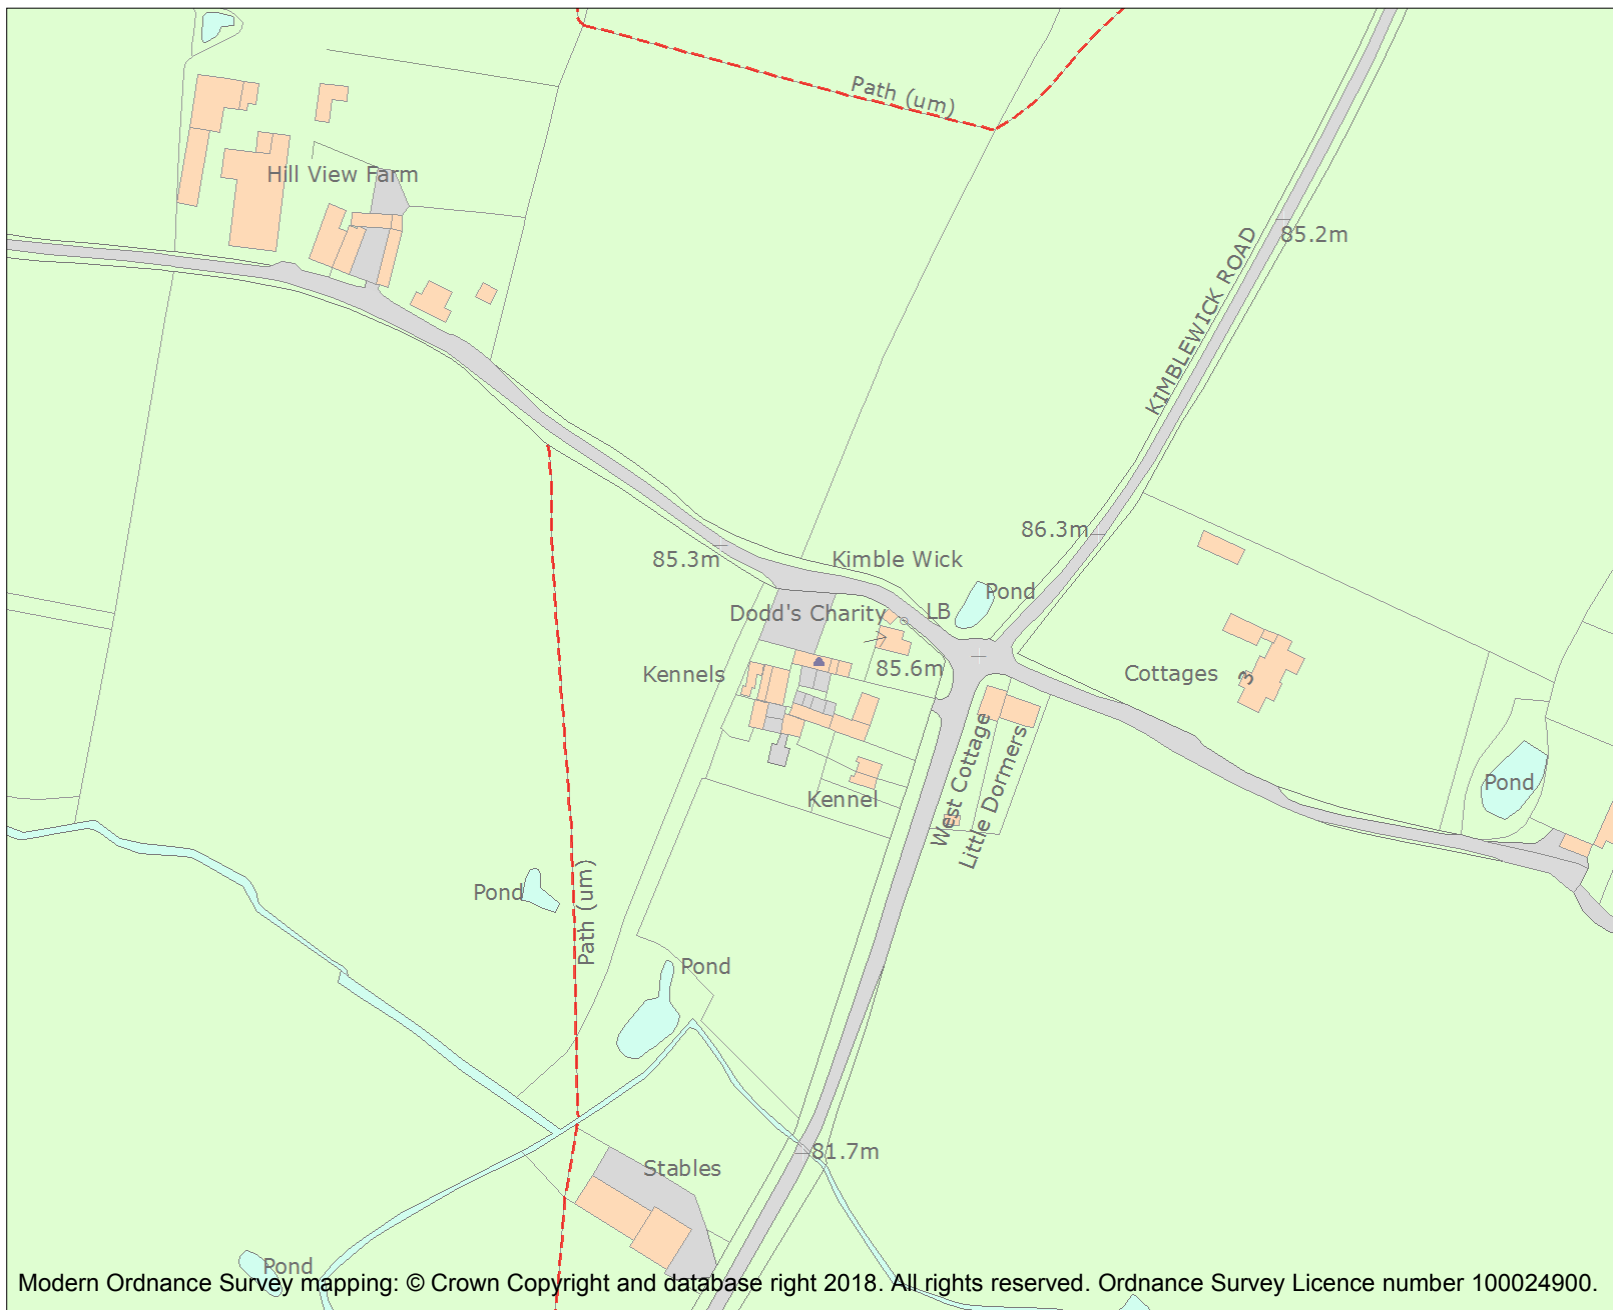 Path (um)
Hill View Farm
85.2m
KIMBLEWICK ROAD
86.3m
85.3m
Kimble Wick
Pond
Dodd's Charity
LB
Kennels
85.6m
Cottages
3
West Cottage
Little Dormers
Pond
Kennel
Pond
Path (um)
Pond
81.7m
Stables
Pond
Modern Ordnance Survey mapping: © Crown Copyright and database right 2018. All rights reserved. Ordnance Survey Licence number 100024900.